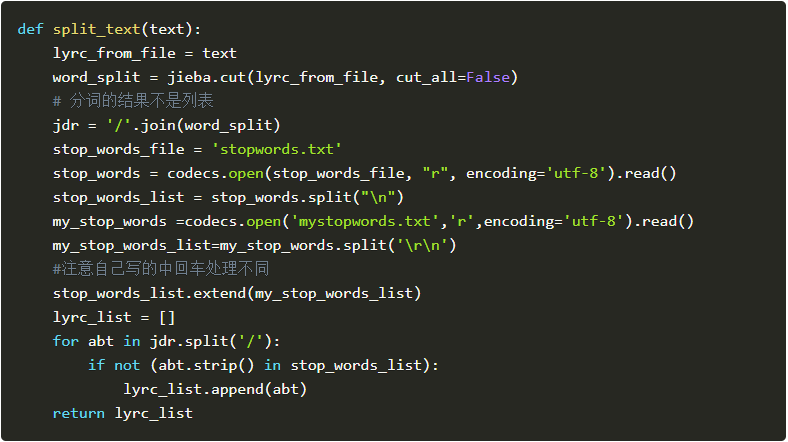 def split_text(text):
    lyrc_from_file = text
    word_split = jieba.cut(lyrc_from_file, cut_all=False)
    # 分词的结果不是列表
    jdr = '/'.join(word_split)
    stop_words_file = 'stopwords.txt'
    stop_words = codecs.open(stop_words_file, "r", encoding='utf-8').read()
    stop_words_list = stop_words.split("\n")
    my_stop_words =codecs.open('mystopwords.txt','r',encoding='utf-8').read()
    my_stop_words_list=my_stop_words.split('\r\n')
    #注意自己写的中回车处理不同
    stop_words_list.extend(my_stop_words_list)
    lyrc_list = []
    for abt in jdr.split('/'):
        if not (abt.strip() in stop_words_list):
            lyrc_list.append(abt)
    return lyrc_list